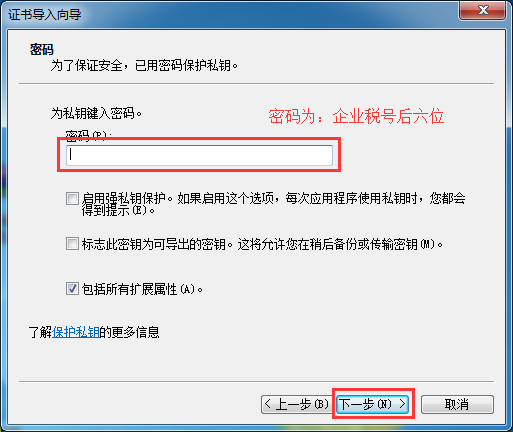 证书导入向导
密码
为了保证安全，已用密码保护私钥。
为私钥键入密码。
密码为：企业税号后六位
密码(P):
启用强私钥保护。如果启用这个选项，每次应用程序使用私钥时，您都会
得到提示(E)。
标志此密钥为可导出的密钥。这将允许您在稍后备份或传输密钥(M)。
包括所有扩展属性(A)。
了解保护私钥的更多信息
< 上一步(B)
下一步(N) >
取消